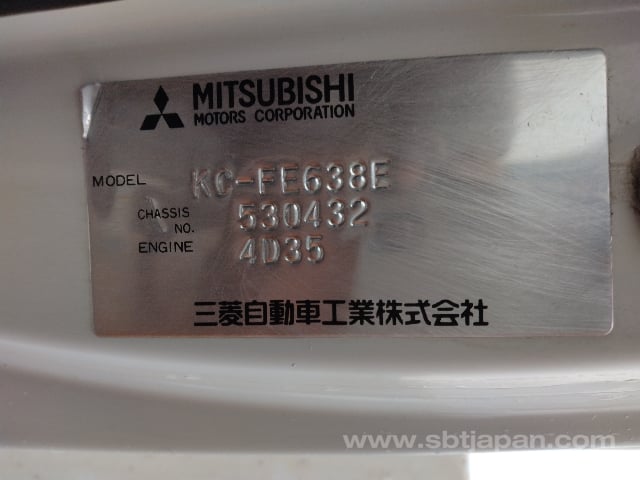 MITSUBISHI
MOTORS CORPORATION
MODEL KC-FE638E
CHASSIS NO. 530432
ENGINE 4D35
三菱自動車工業株式会社
www.sbtjapan.com